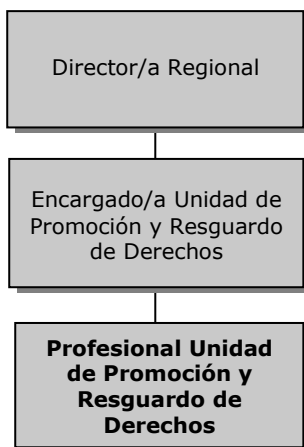 Director/a Regional
Encargado/a Unidad de
Promoción y Resguardo
de Derechos
Profesional Unidad
de Promoción y
Resguardo de
Derechos